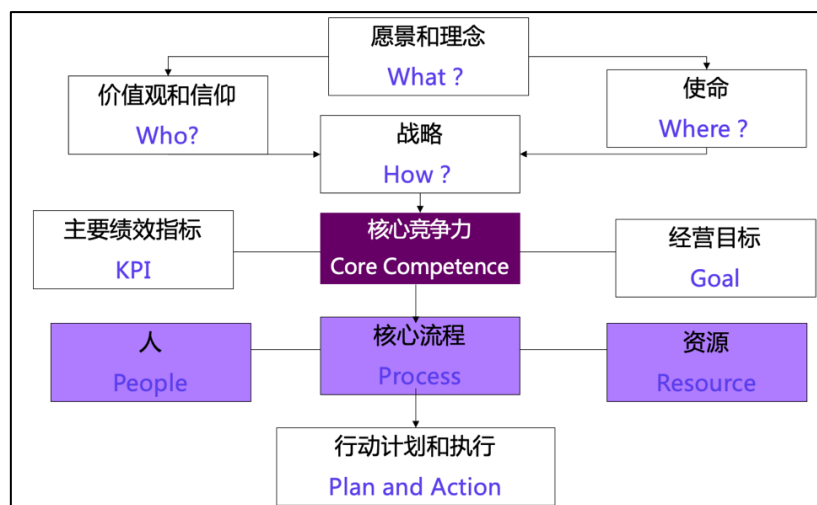 愿景和理念
What ?
价值观和信仰
Who?
使命
Where ?
战略
How ?
主要绩效指标
KPI
核心竞争力
Core Competence
经营目标
Goal
人
People
核心流程
Process
资源
Resource
行动计划和执行
Plan and Action